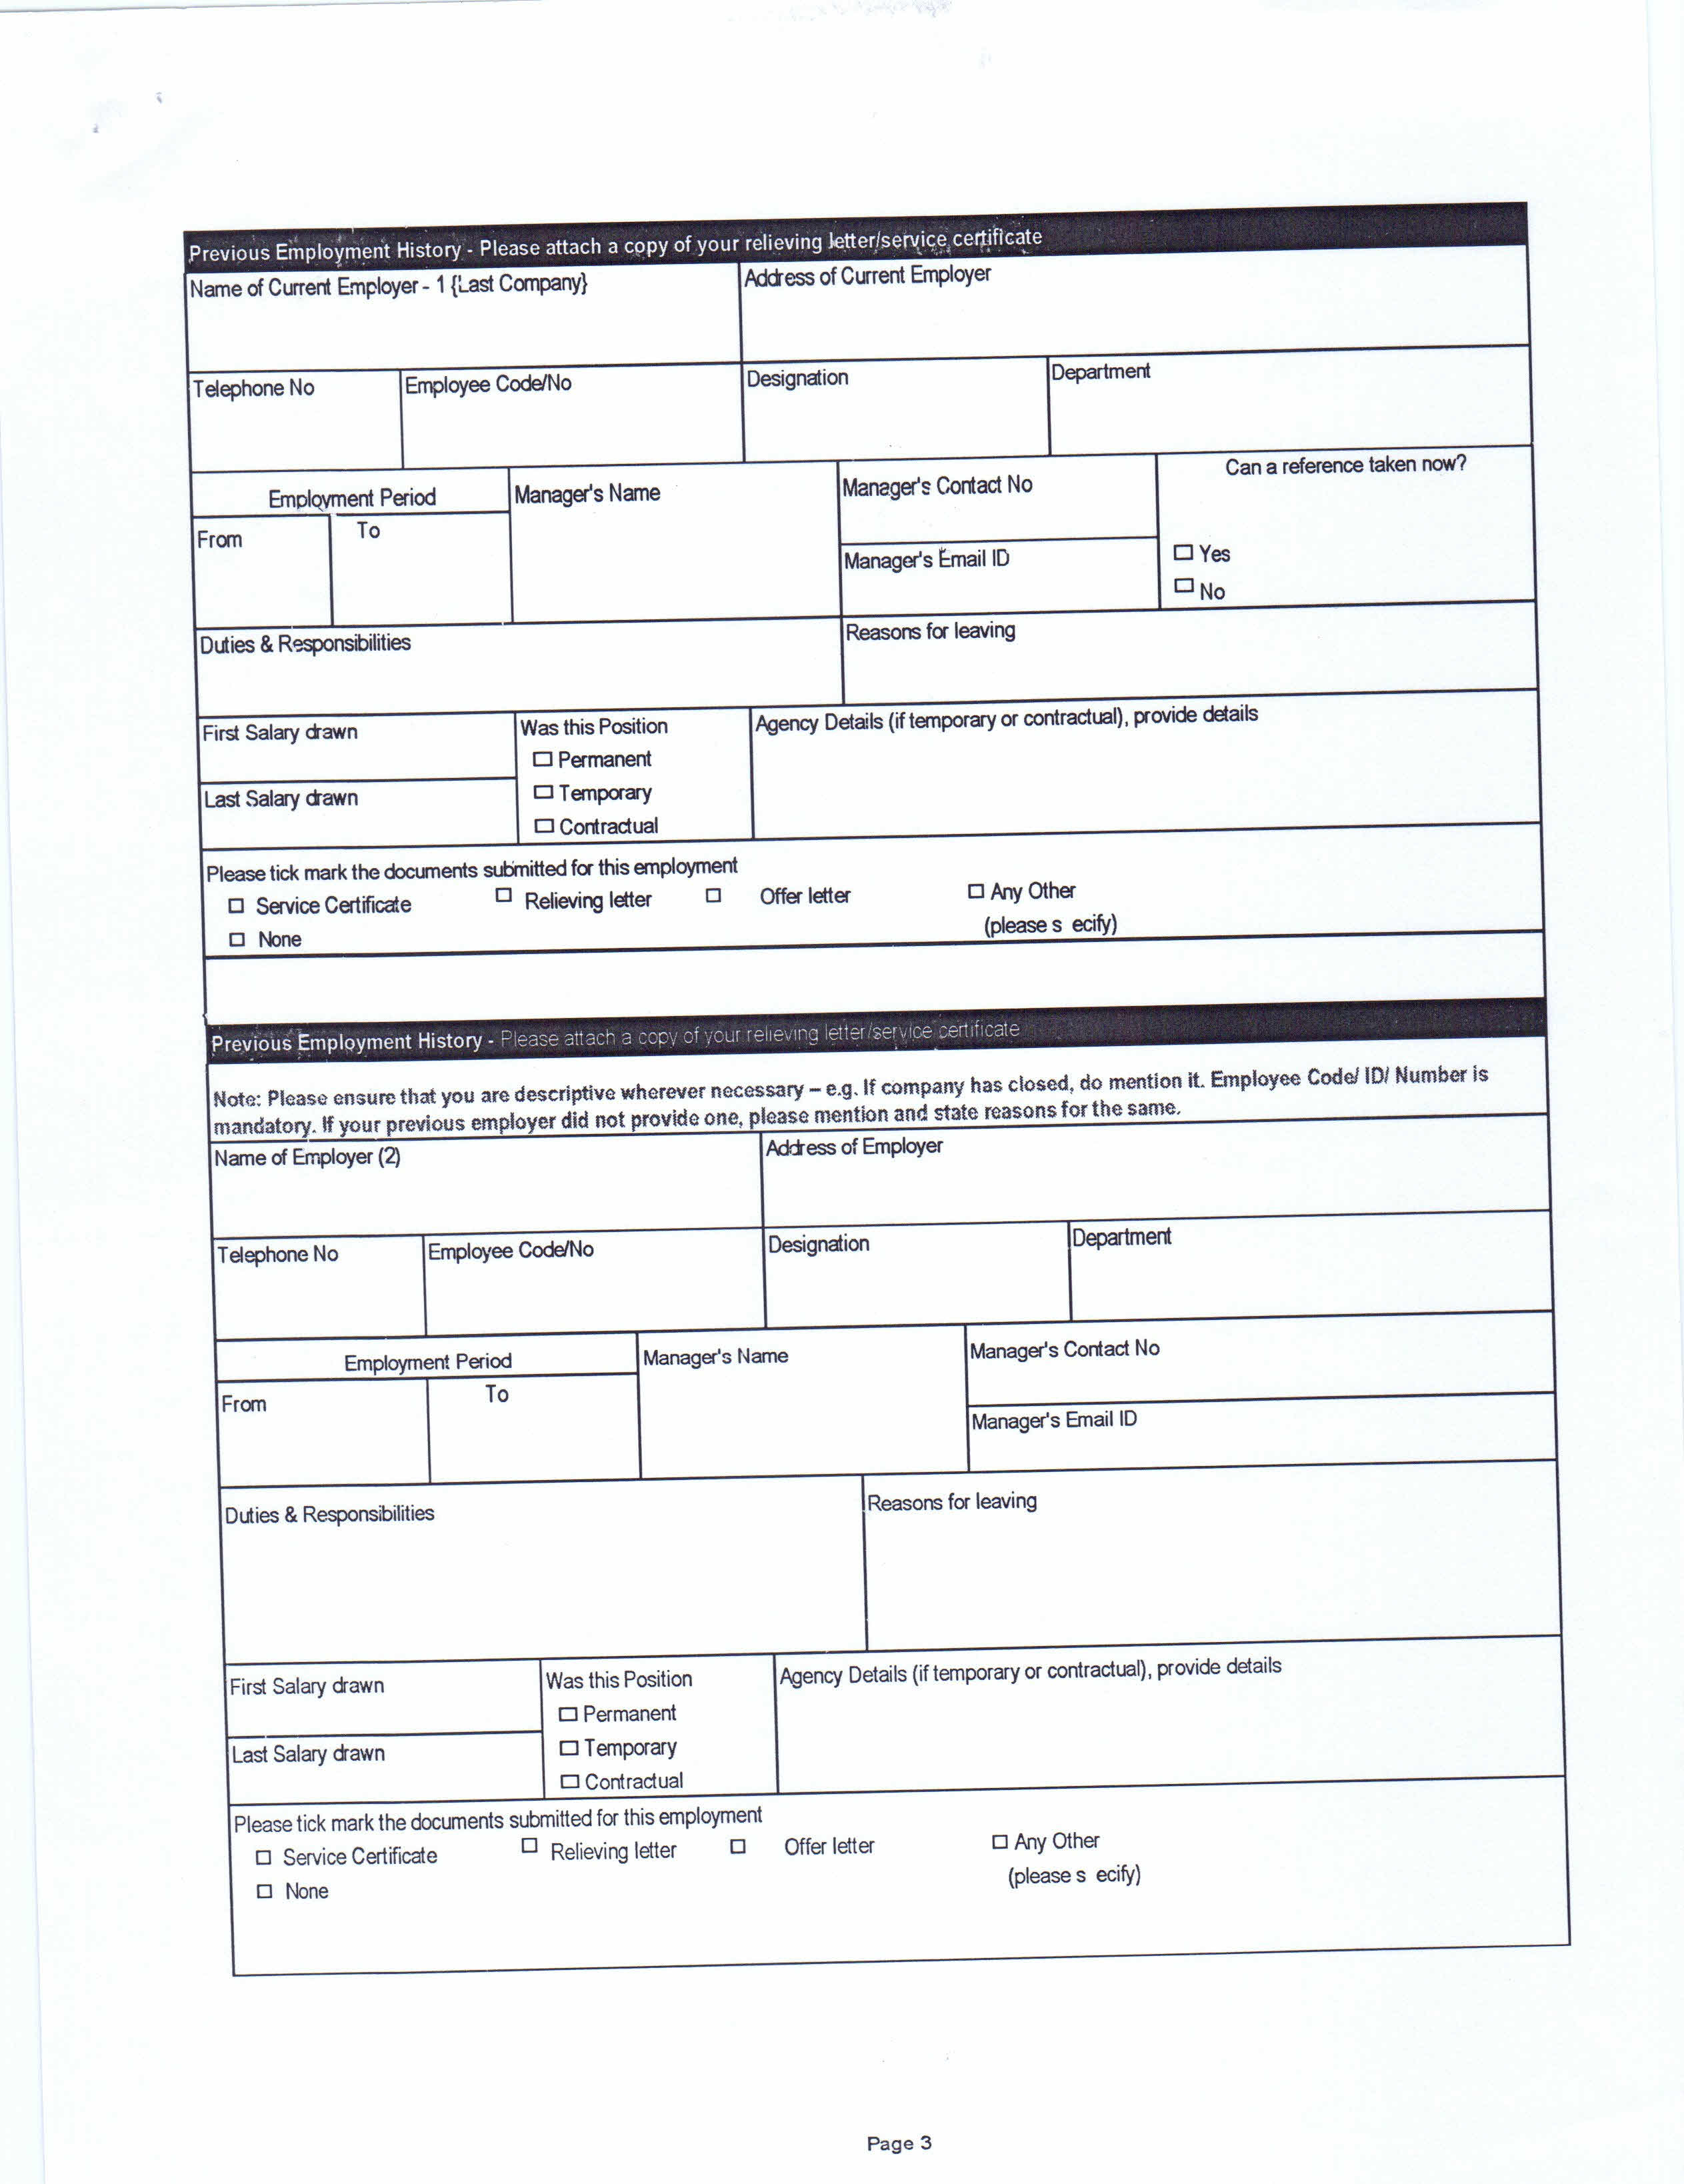 Previous Employment History - Please attach a copy of your relieving letter/service certificate
Name of Current Employer - 1 {Last Company}
Address of Current Employer
Telephone No
Employee Code/No
Designation
Department
Employment Period
From
To
Manager's Name
Manager's Contact No
Manager's Email ID
Can a reference taken now?
☐ Yes
☐ No
Duties & Responsibilities
Reasons for leaving
First Salary drawn
Last Salary drawn
Was this Position
☐ Permanent
☐ Temporary
☐ Contractual
Agency Details (if temporary or contractual), provide details
Please tick mark the documents submitted for this employment
☐ Service Certificate ☐ Relieving letter ☐ Offer letter ☐ Any Other
☐ None (please s ecify)
Previous Employment History - Please attach a copy of your relieving letter/service certificate
Note: Please ensure that you are descriptive wherever necessary – e.g. If company has closed, do mention it. Employee Code/ ID/ Number is
mandatory. If your previous employer did not provide one, please mention and state reasons for the same.
Name of Employer (2)
Address of Employer
Telephone No
Employee Code/No
Designation
Department
Employment Period
From
To
Manager's Name
Manager's Contact No
Manager's Email ID
Duties & Responsibilities
Reasons for leaving
First Salary drawn
Last Salary drawn
Was this Position
☐ Permanent
☐ Temporary
☐ Contractual
Agency Details (if temporary or contractual), provide details
Please tick mark the documents submitted for this employment
☐ Service Certificate ☐ Relieving letter ☐ Offer letter ☐ Any Other
☐ None (please s ecify)
Page 3